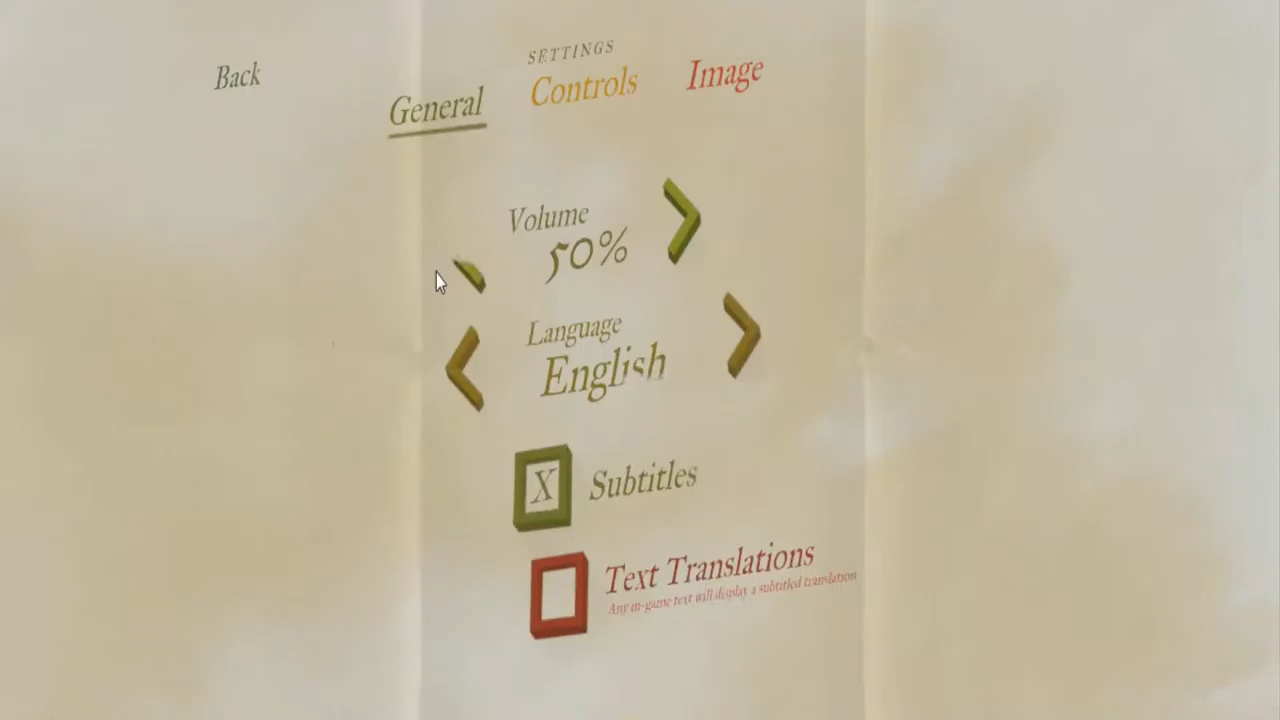 SETTINGS
Back
General
Controls
Image
Volume
50%
Language
English
X
Subtitles
Text Translations
Any in-game text will display a subtitled translation